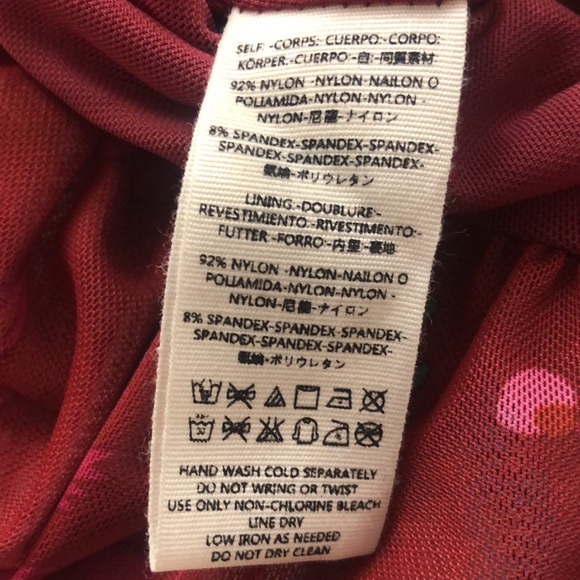 SELF:-CORPS:-CUERPO:-CORPO:
KÖRPER.-CUERPO-自:-同質素材:
92% NYLON -NYLON-NAILON O
POLIAMIDA-NYLON-NYLON -
NYLON-尼龍-ナイロン
8% SPANDEX-SPANDEX-SPANDEX-
SPANDEX-SPANDEX-SPANDEX-
氨綸-ポリウレタン
LINING:-DOUBLURE:-
REVESTIMIENTO.-RIVESTIMENTO:-
FUTTER -FORRO:-内里-裏地
92% NYLON -NYLON-NAILON O
POLIAMIDA-NYLON-NYLON -
NYLON-尼龍-ナイロン
8% SPANDEX-SPANDEX-SPANDEX-
SPANDEX-SPANDEX-SPANDEX-
氨綸-ポリウレタン
HAND WASH COLD SEPARATELY
DO NOT WRING OR TWIST
USE ONLY NON-CHLORINE BLEACH
LINE DRY
LOW IRON AS NEEDED
DO NOT DRY CLEAN